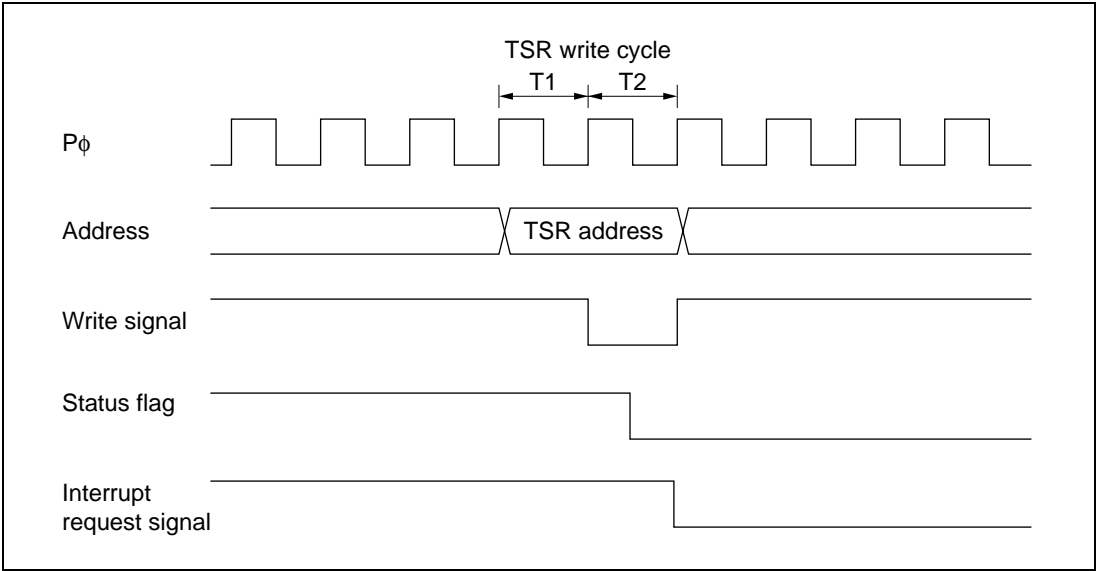 TSR write cycle
T1 T2
Pϕ
Address
TSR address
Write signal
Status flag
Interrupt
request signal